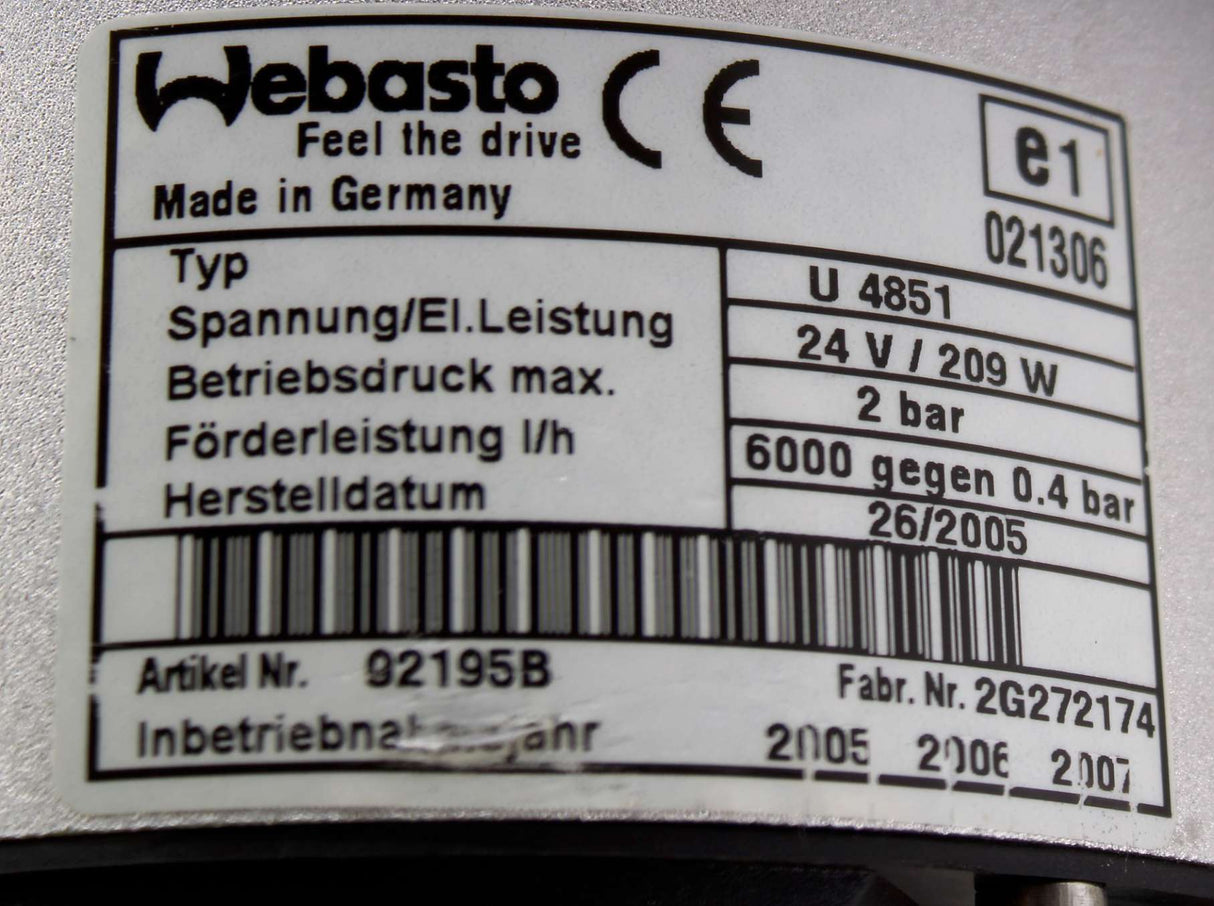 Webasto
Feel the drive
CE
Made in Germany
e1
021306
Typ U 4851
Spannung/El.Leistung 24 V / 209 W
Betriebsdruck max. 2 bar
Förderleistung l/h 6000 gegen 0.4 bar
Herstelldatum 26/2005
Artikel Nr. 92195B Fabr. Nr. 2G272174
2005 2006 2007